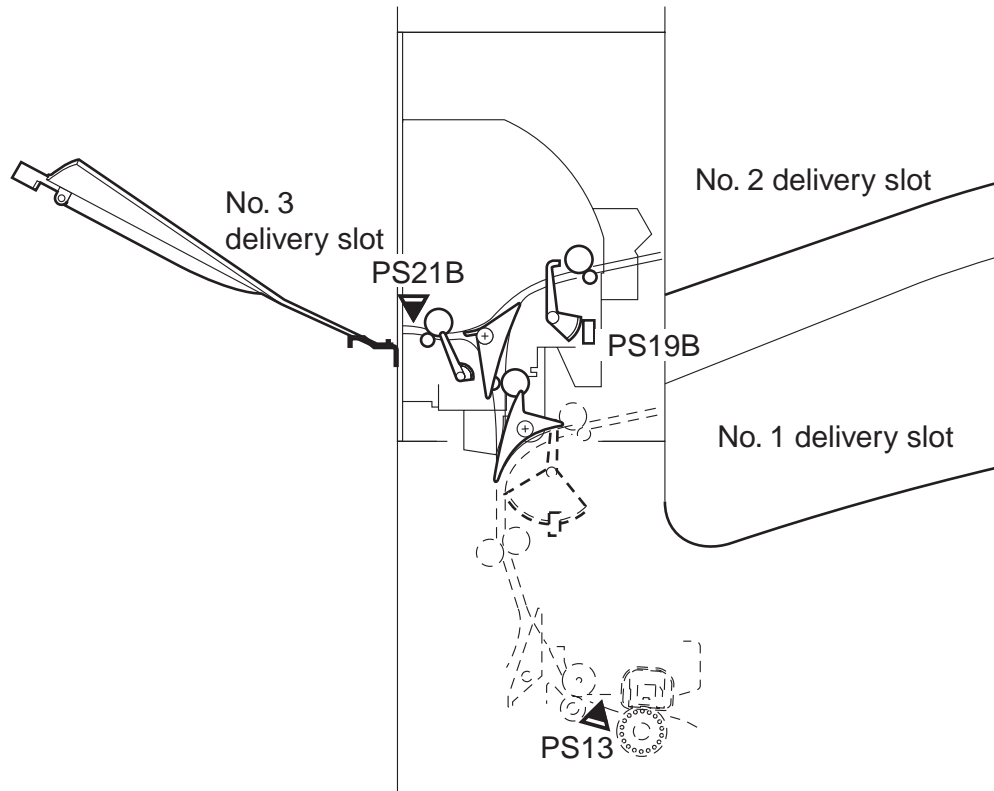 No. 3
delivery slot
PS21B
No. 2 delivery slot
PS19B
No. 1 delivery slot
PS13